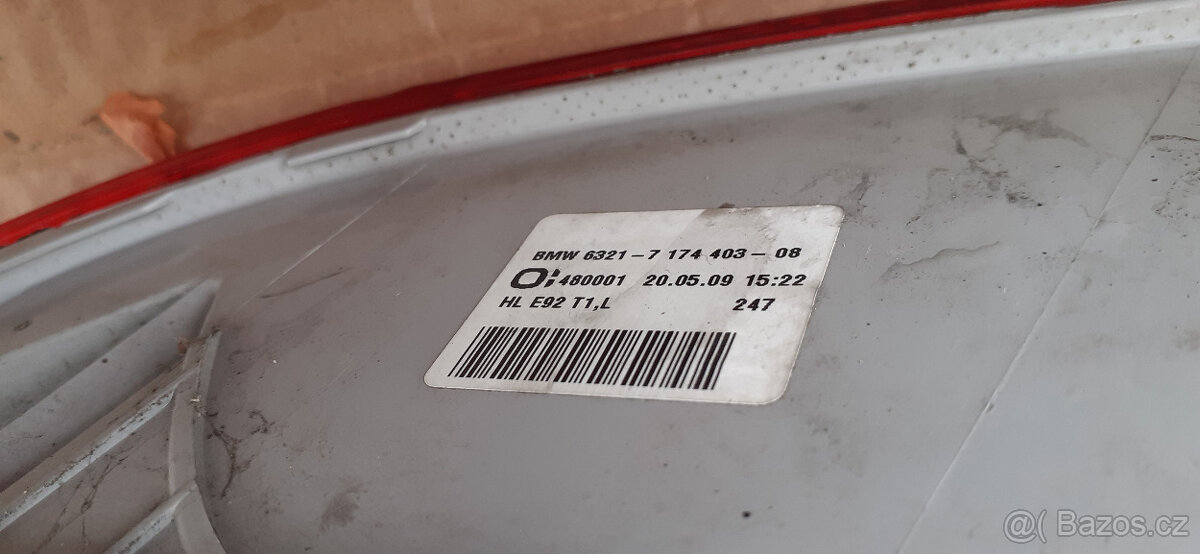 BMW 6321-7 174 403-08
480001 20.05.09 15:22
HL E92 T1,L 247
@( Bazos.cz